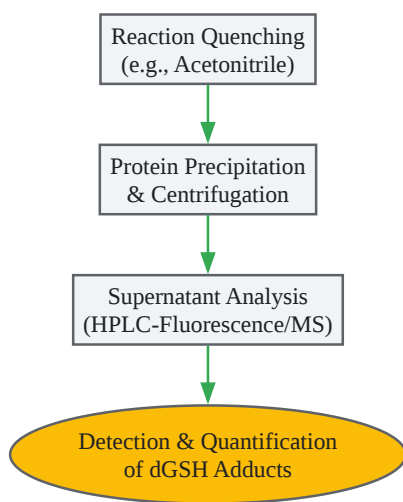 Reaction Quenching
(e.g., Acetonitrile)
Protein Precipitation
& Centrifugation
Supernatant Analysis
(HPLC-Fluorescence/MS)
Detection & Quantification
of dGSH Adducts